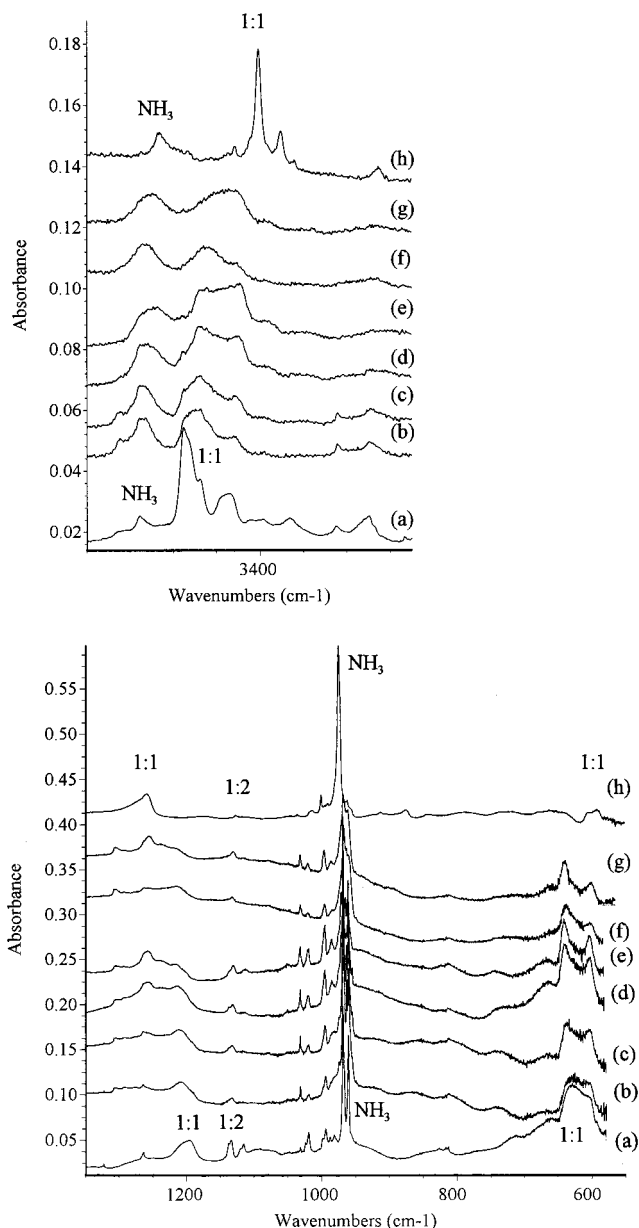 1:1
0.18
0.16
NH3
(h)
0.14
(g)
0.12
(f)
0.10
(e)
0.08
(d)
(c)
0.06
(b)
0.04
1:1
NH3
(a)
0.02
Absorbance
3400
Wavenumbers (cm-1)
NH3
0.55
0.50
1:1
1:2
1:1
0.45
(h)
0.40
(g)
0.35
0.30
(f)
(e)
0.25
(d)
0.20
(c)
0.15
(b)
0.10
NH3
1:1
1:2
1:1
(a)
0.05
Absorbance
1200
1000
800
600
Wavenumbers (cm-1)